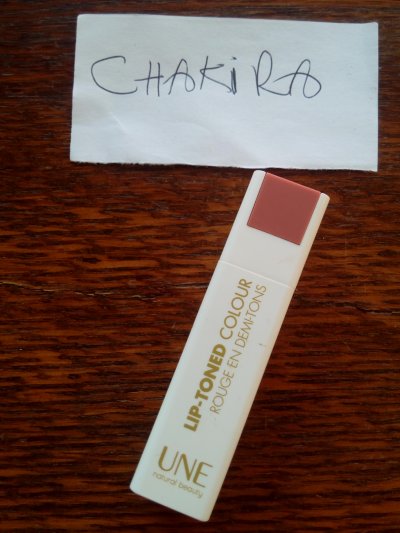 CHAKiRA
LIP-TONED COLOUR
ROUGE EN DEMI-TONS
UNE
natural beauty